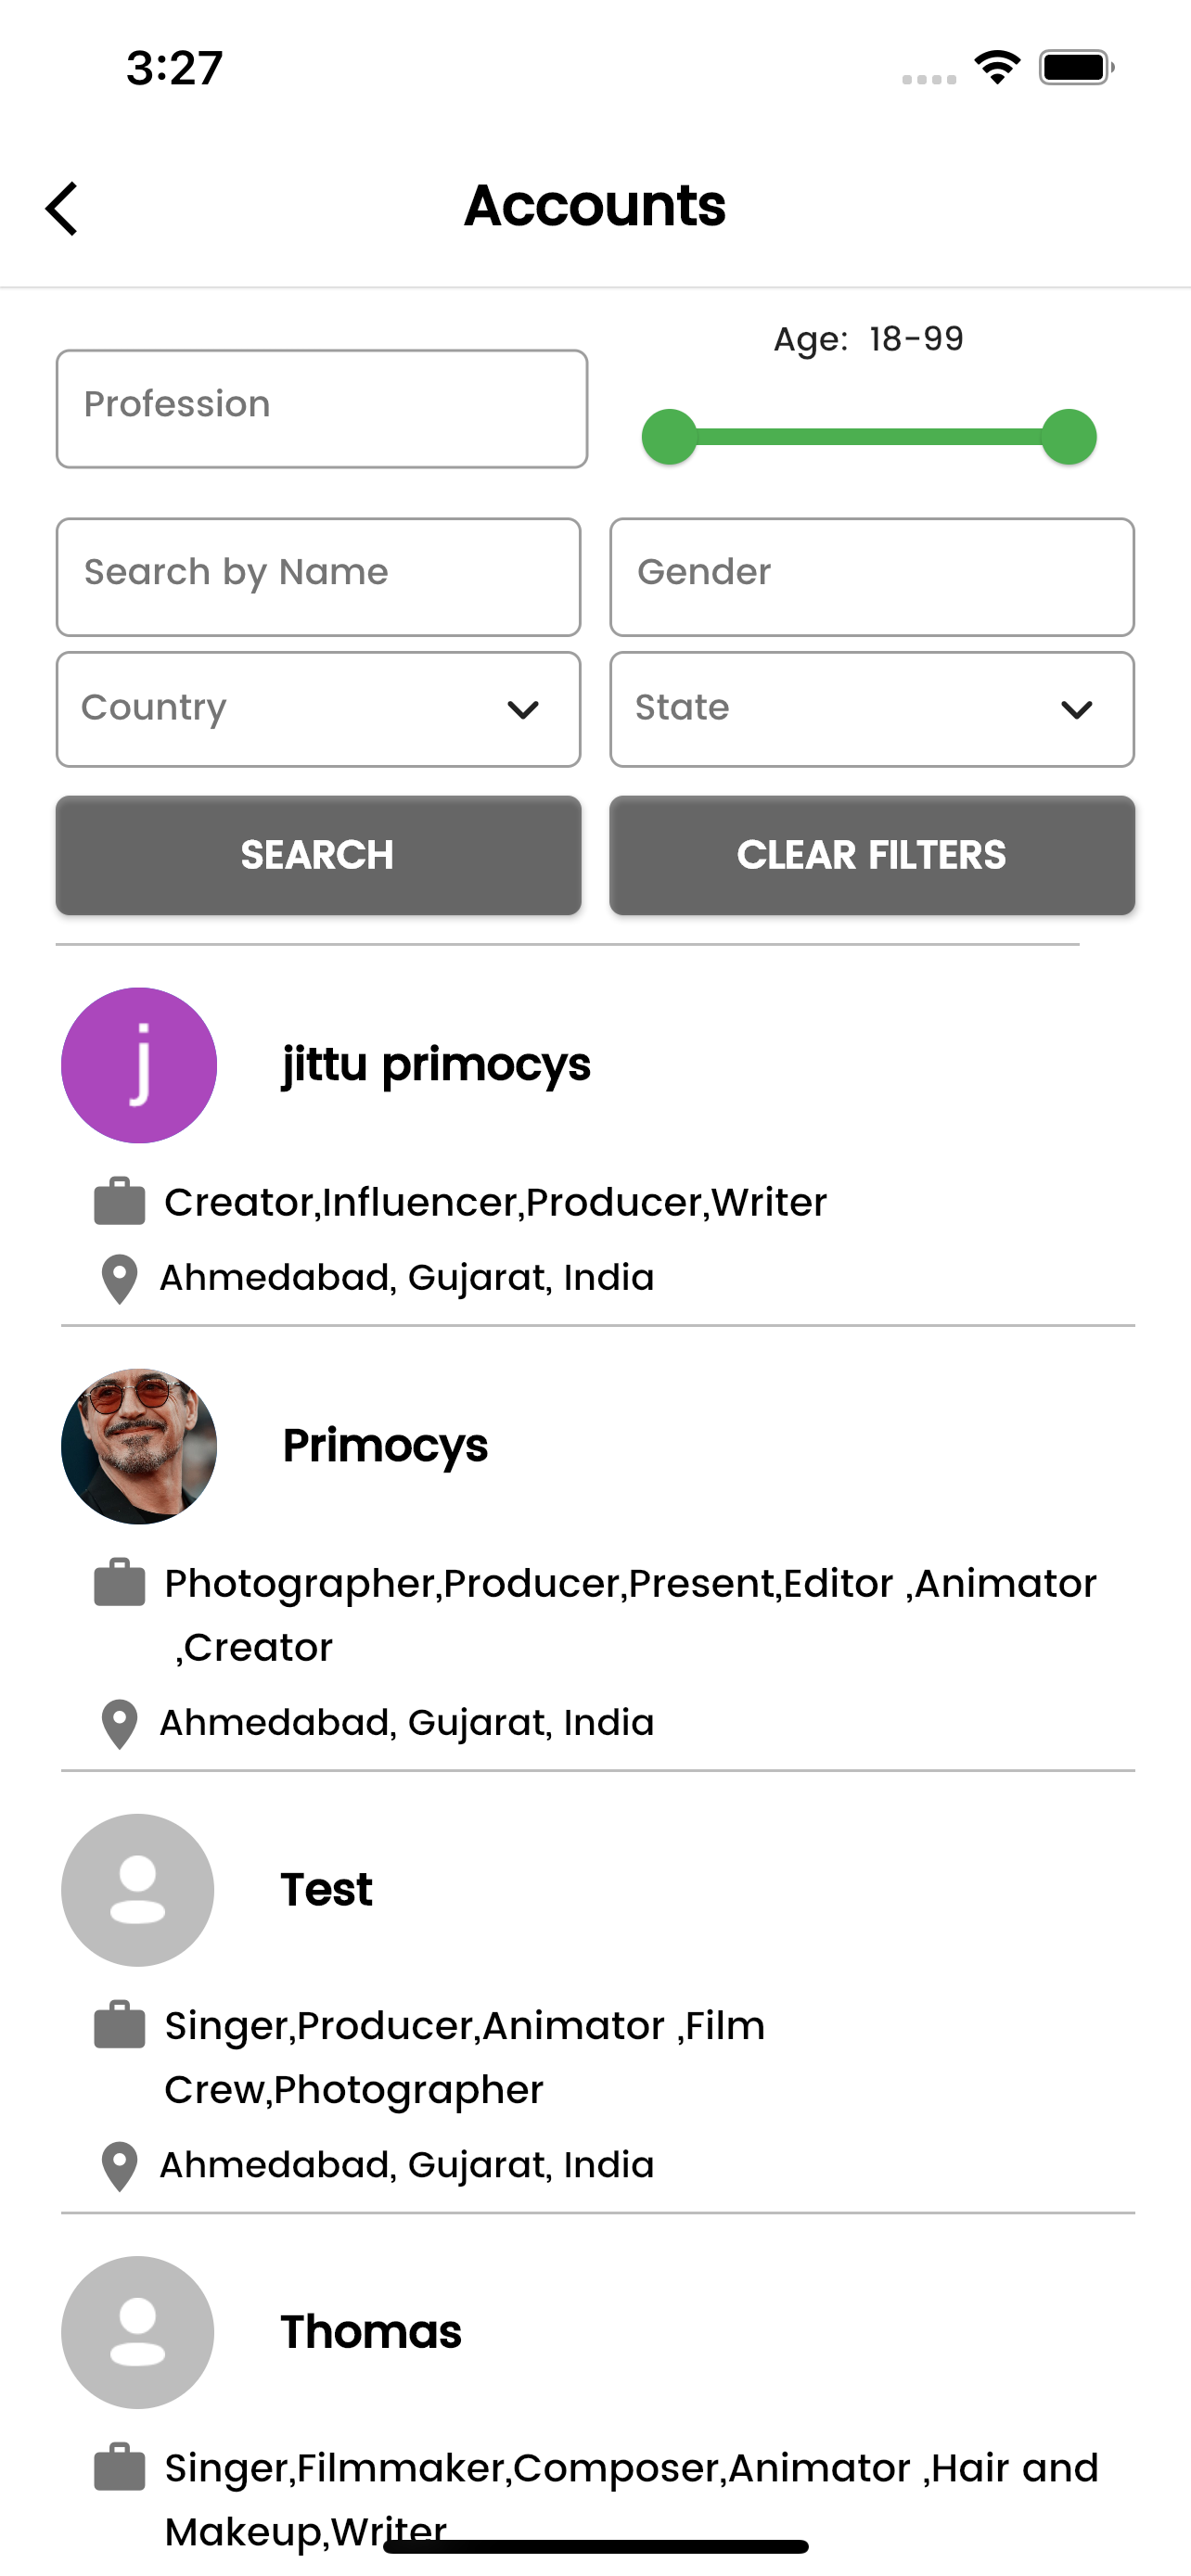 3:27
Accounts
Age: 18-99
Profession
Search by Name
Gender
Country
State
SEARCH
CLEAR FILTERS
j
jittu primocys
Creator,Influencer,Producer,Writer
Ahmedabad, Gujarat, India
Primocys
Photographer,Producer,Present,Editor ,Animator
,Creator
Ahmedabad, Gujarat, India
Test
Singer,Producer,Animator ,Film
Crew,Photographer
Ahmedabad, Gujarat, India
Thomas
Singer,Filmmaker,Composer,Animator ,Hair and
Makeup,Writer